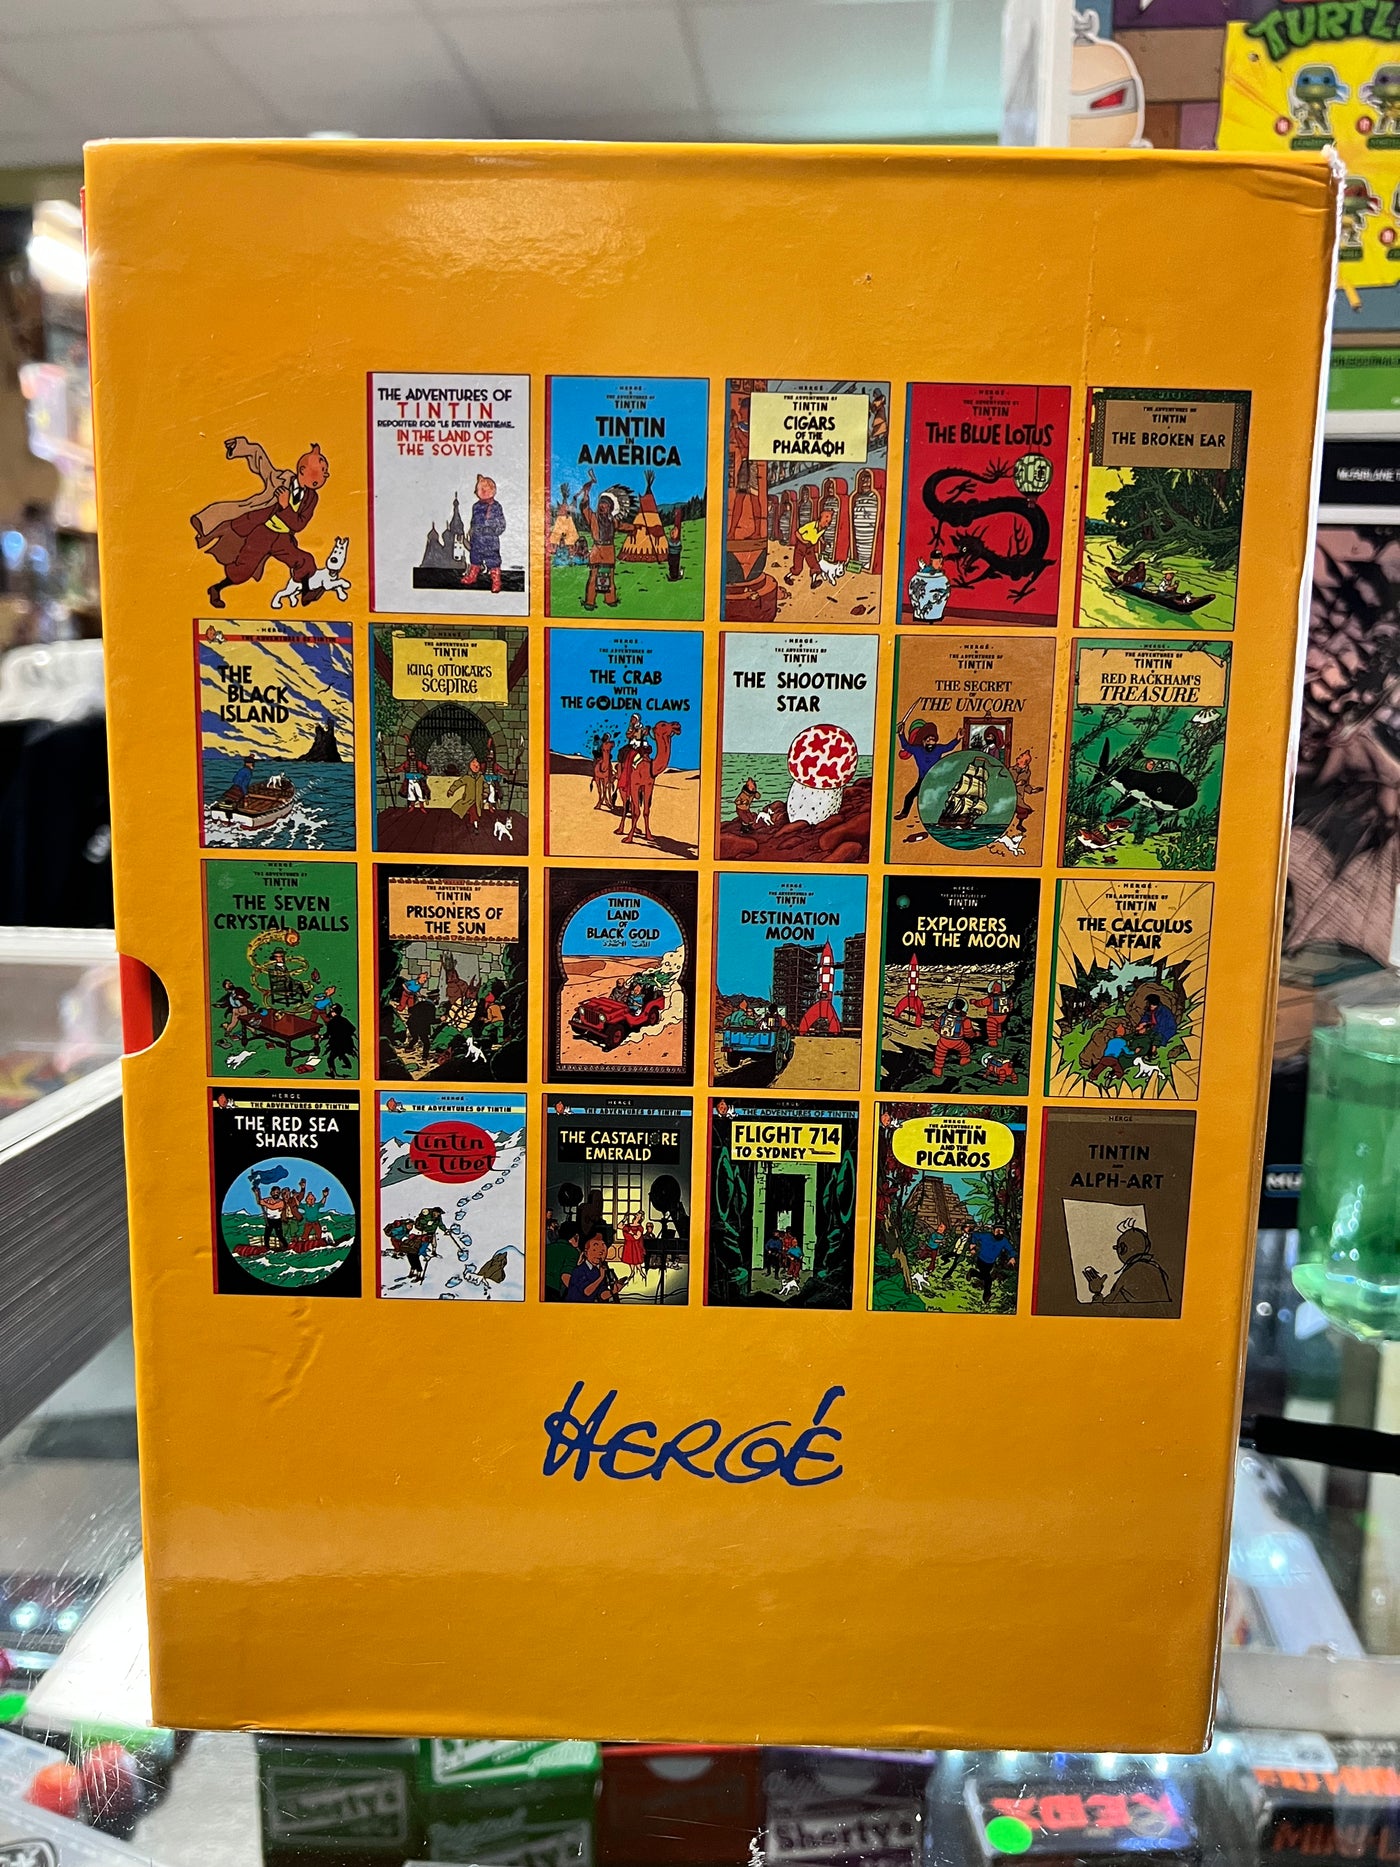 TURTL
THE ADVENTURES OF
TINTIN
REPORTER FOR "LE PETIT VINGTIÈME"
IN THE LAND OF
THE SOVIETS
HERGÉ
THE ADVENTURES OF
TINTIN
TINTIN
IN
AMERICA
HERGÉ
THE ADVENTURES OF
TINTIN
CIGARS
OF THE
PHARAOH
HERGÉ
THE ADVENTURES OF
TINTIN
THE BLUE LOTUS
THE ADVENTURES OF
TINTIN
THE BROKEN EAR
HERGÉ
THE ADVENTURES OF TINTIN
THE
BLACK
ISLAND
HERGÉ
THE ADVENTURES OF
TINTIN
KING OTTOKAR'S
SCEPTRE
HERGÉ
THE ADVENTURES OF
TINTIN
THE CRAB
WITH
THE GOLDEN CLAWS
HERGÉ
THE ADVENTURES OF
TINTIN
THE SHOOTING
STAR
HERGÉ
THE ADVENTURES OF
TINTIN
THE SECRET
OF
THE UNICORN
HERGÉ
THE ADVENTURES OF
TINTIN
RED RACKHAM'S
TREASURE
HERGÉ
THE ADVENTURES OF
TINTIN
THE SEVEN
CRYSTAL BALLS
THE ADVENTURES OF
TINTIN
PRISONERS OF
THE SUN
TINTIN
LAND
OF
BLACK GOLD
HERGÉ
THE ADVENTURES OF
TINTIN
DESTINATION
MOON
HERGÉ
THE ADVENTURES OF
TINTIN
EXPLORERS
ON THE MOON
HERGÉ
THE ADVENTURES OF
TINTIN
THE CALCULUS
AFFAIR
HERGÉ
THE ADVENTURES OF TINTIN
THE RED SEA
SHARKS
HERGÉ
THE ADVENTURES OF TINTIN
Tintin
in Tibet
HERGÉ
THE ADVENTURES OF TINTIN
THE CASTAFIORE
EMERALD
HERGÉ
THE ADVENTURES OF TINTIN
FLIGHT 714
TO SYDNEY
HERGÉ
THE ADVENTURES OF
TINTIN
AND THE
PICAROS
HERGÉ
TINTIN
AND
ALPH-ART
HERGÉ
Shorty's